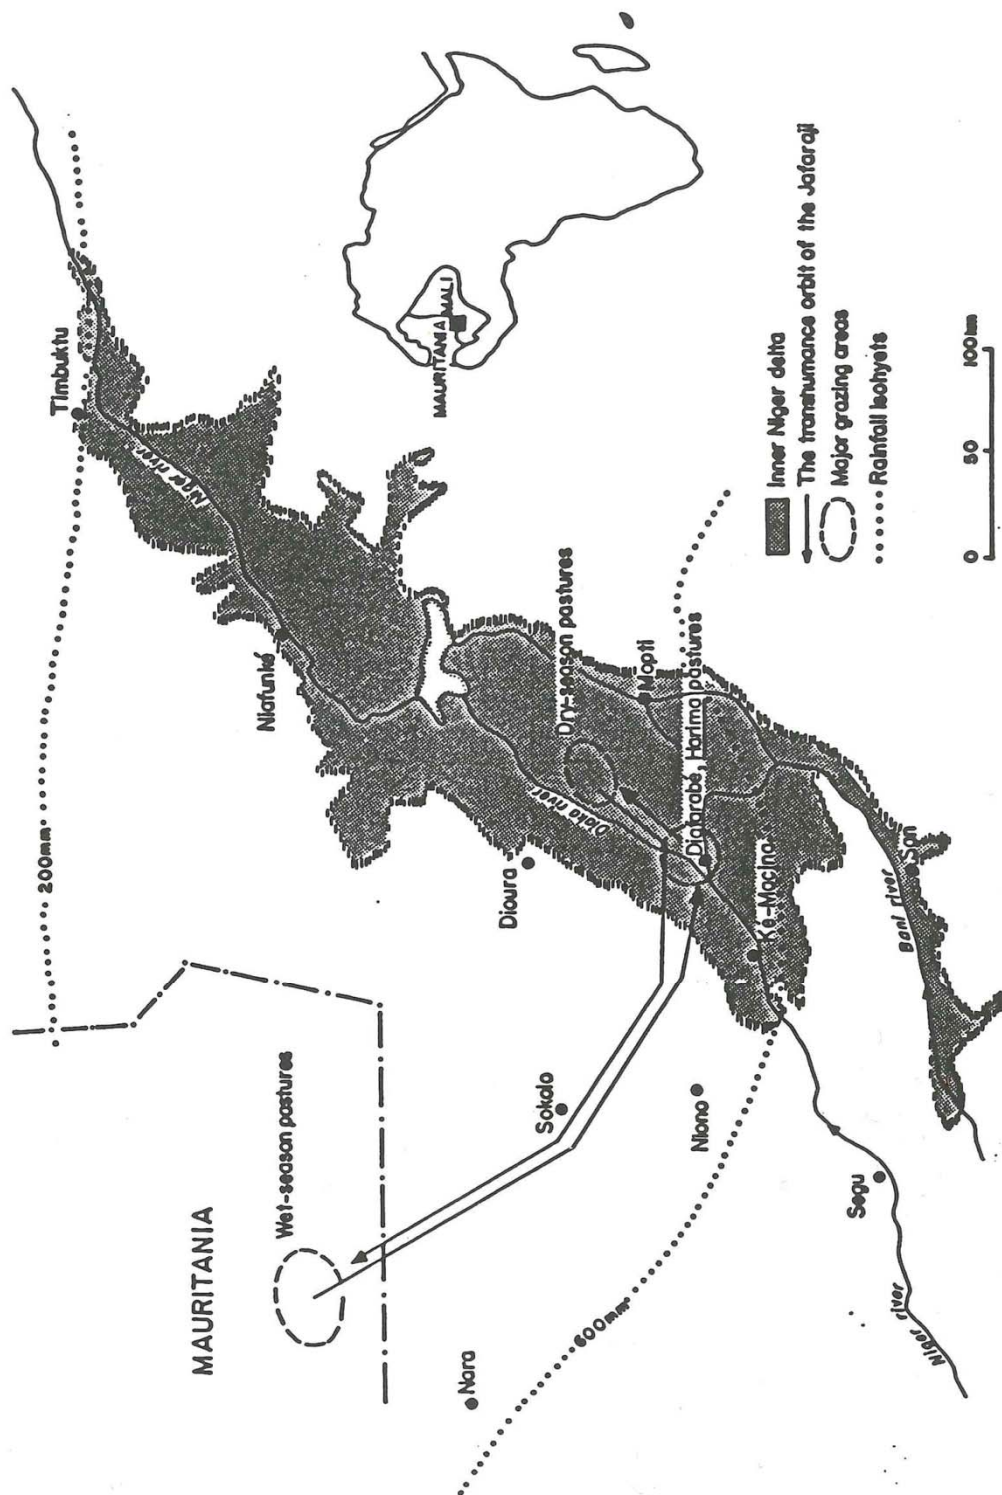 200mm
Timbuktu
MAURITANIA
Niger river
Niafunké
Wet-season pastures
MAURITANIA
MALI
Nara
Dioura
Sokolo
Diaka river
Dry-season pastures
600mm
Mopti
Diafarabé, Harima pastures
Niono
Ke-Macina
Inner Niger delta
The transhumance orbit of the Jafaraji
Major grazing areas
Rainfall isohyets
Segu
Bani river
San
Niger river
0 50 100km